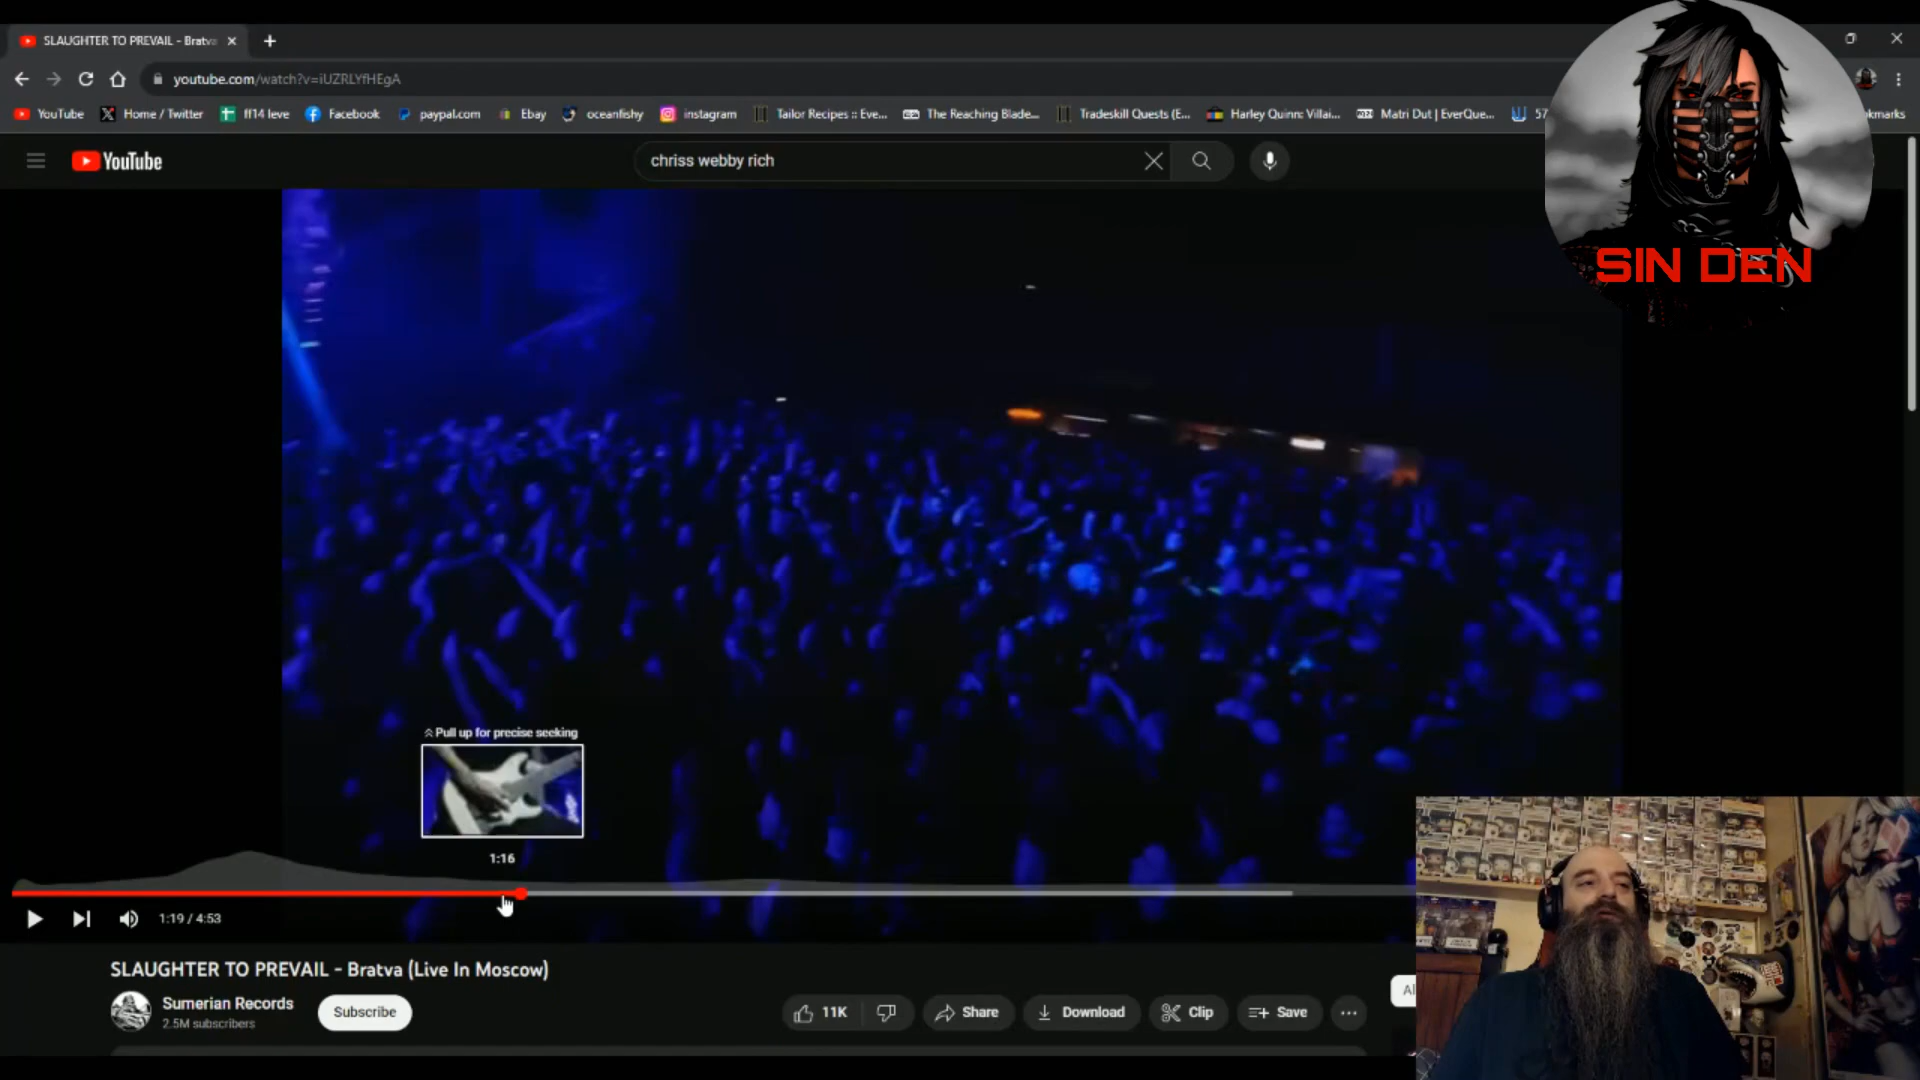 SLAUGHTER TO PREVAIL - Bratva
youtube.com/watch?v=iUZRLYfHEgA
YouTube
Home / Twitter
ff14 leve
Facebook
paypal.com
Ebay
oceanfishy
instagram
Tailor Recipes :: Eve...
The Reaching Blade...
Tradeskill Quests (E...
Harley Quinn: Villai...
Matri Dut | EverQue...
57
kmarks
YouTube
chriss webby rich
SIN DEN
Pull up for precise seeking
1:16
1:19 / 4:53
SLAUGHTER TO PREVAIL - Bratva (Live In Moscow)
Sumerian Records
2.5M subscribers
Subscribe
11K
Share
Download
Clip
Save
Al